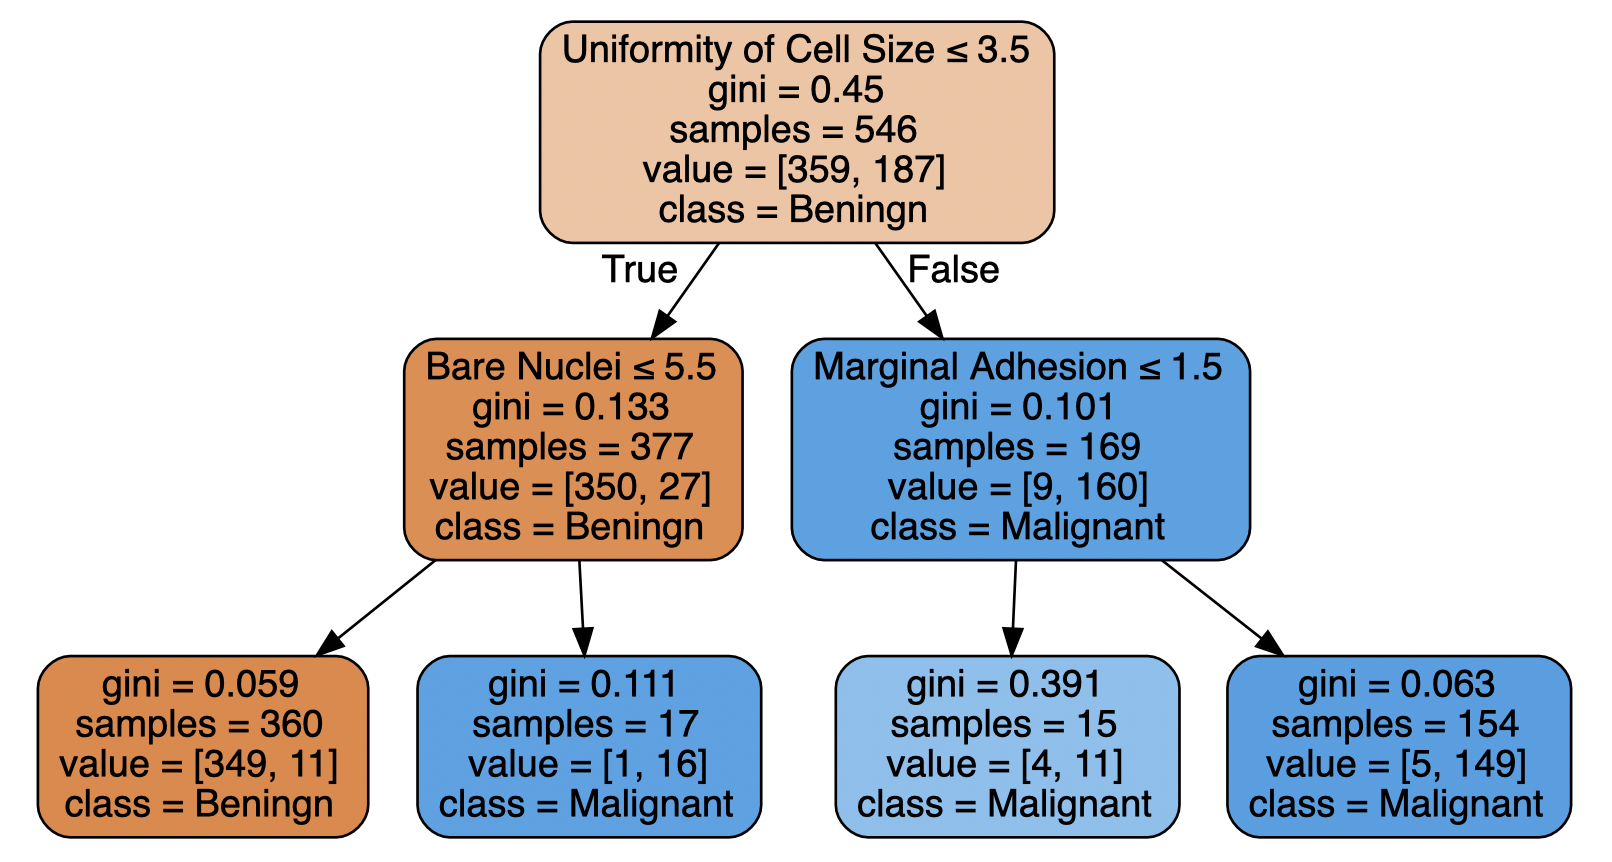 Uniformity of Cell Size ≤ 3.5
gini = 0.45
samples = 546
value = [359, 187]
class = Beningn
True
False
Bare Nuclei ≤ 5.5
gini = 0.133
samples = 377
value = [350, 27]
class = Beningn
Marginal Adhesion ≤ 1.5
gini = 0.101
samples = 169
value = [9, 160]
class = Malignant
gini = 0.059
samples = 360
value = [349, 11]
class = Beningn
gini = 0.111
samples = 17
value = [1, 16]
class = Malignant
gini = 0.391
samples = 15
value = [4, 11]
class = Malignant
gini = 0.063
samples = 154
value = [5, 149]
class = Malignant